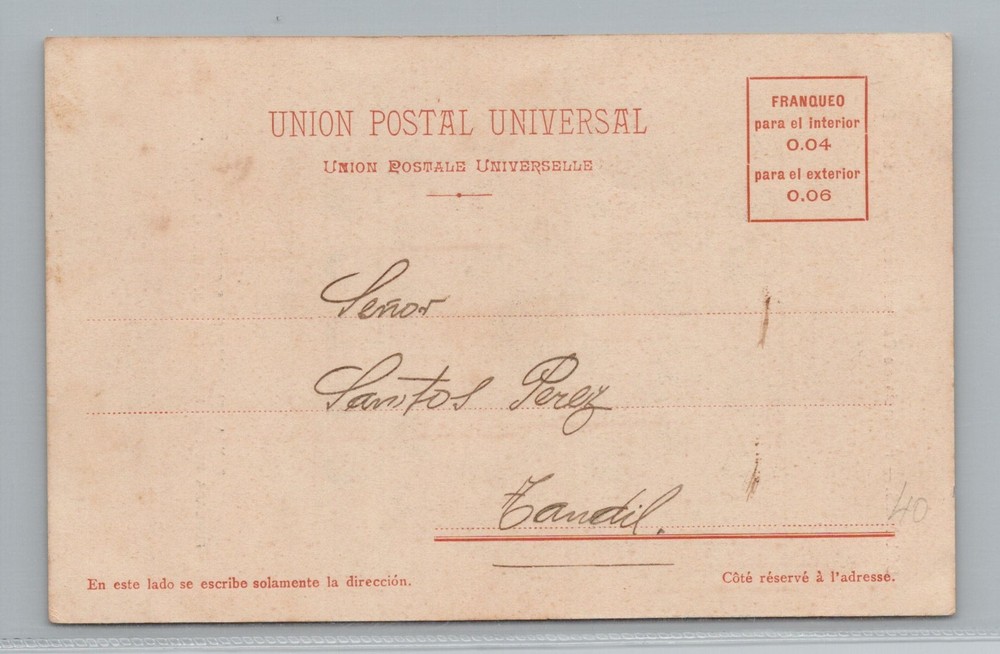 UNION POSTAL UNIVERSAL
UNION POSTALE UNIVERSELLE
FRANQUEO
para el interior
0.04
para el exterior
0.06
Señor
Santos Perez
Tandil.
40
En este lado se escribe solamente la dirección.
Côté réservé à l'adresse.